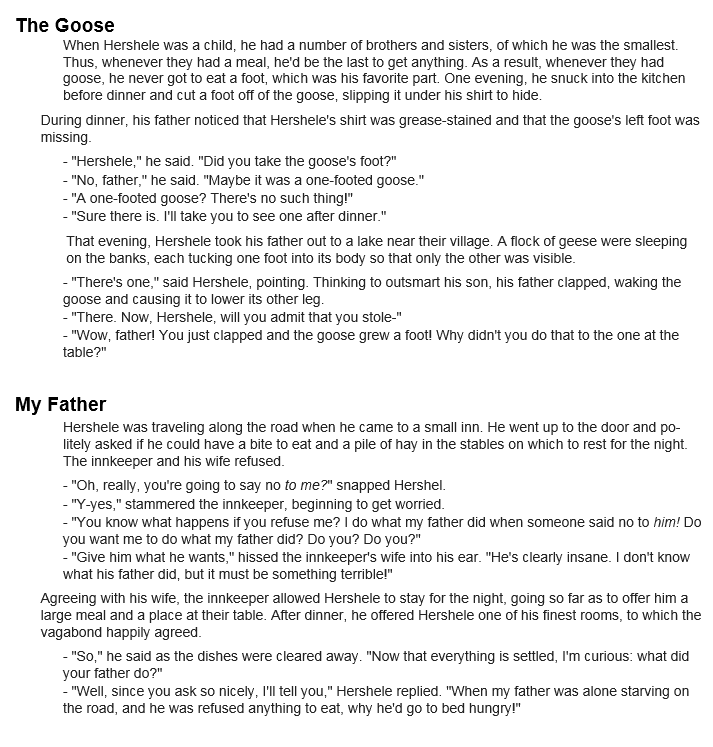 The Goose
When Hershele was a child, he had a number of brothers and sisters, of which he was the smallest.
Thus, whenever they had a meal, he'd be the last to get anything. As a result, whenever they had
goose, he never got to eat a foot, which was his favorite part. One evening, he snuck into the kitchen
before dinner and cut a foot off of the goose, slipping it under his shirt to hide.
During dinner, his father noticed that Hershele's shirt was grease-stained and that the goose's left foot was
missing.
- "Hershele," he said. "Did you take the goose's foot?"
- "No, father," he said. "Maybe it was a one-footed goose."
- "A one-footed goose? There's no such thing!"
- "Sure there is. I'll take you to see one after dinner."
That evening, Hershele took his father out to a lake near their village. A flock of geese were sleeping
on the banks, each tucking one foot into its body so that only the other was visible.
- "There's one," said Hershele, pointing. Thinking to outsmart his son, his father clapped, waking the
goose and causing it to lower its other leg.
- "There. Now, Hershele, will you admit that you stole-"
- "Wow, father! You just clapped and the goose grew a foot! Why didn't you do that to the one at the
table?"
My Father
Hershele was traveling along the road when he came to a small inn. He went up to the door and po-
litely asked if he could have a bite to eat and a pile of hay in the stables on which to rest for the night.
The innkeeper and his wife refused.
- "Oh, really, you're going to say no to me?" snapped Hershel.
- "Y-yes," stammered the innkeeper, beginning to get worried.
- "You know what happens if you refuse me? I do what my father did when someone said no to him! Do
you want me to do what my father did? Do you? Do you?"
- "Give him what he wants," hissed the innkeeper's wife into his ear. "He's clearly insane. I don't know
what his father did, but it must be something terrible!"
Agreeing with his wife, the innkeeper allowed Hershele to stay for the night, going so far as to offer him a
large meal and a place at their table. After dinner, he offered Hershele one of his finest rooms, to which the
vagabond happily agreed.
- "So," he said as the dishes were cleared away. "Now that everything is settled, I'm curious: what did
your father do?"
- "Well, since you ask so nicely, I'll tell you," Hershele replied. "When my father was alone starving on
the road, and he was refused anything to eat, why he'd go to bed hungry!"